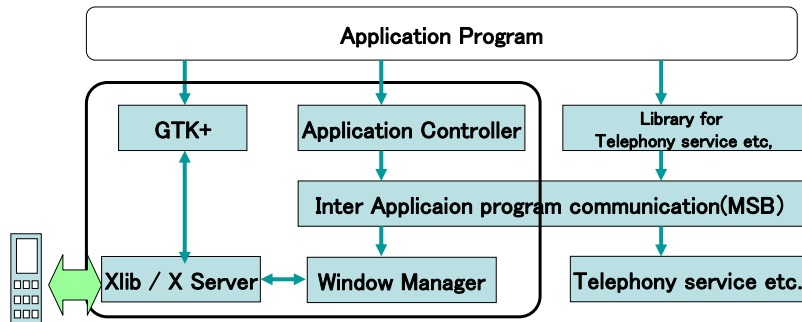 Application Program
GTK+
Application Controller
Library for
Telephony service etc,
Inter Applicaion program communication(MSB)
Xlib / X Server
Window Manager
Telephony service etc.